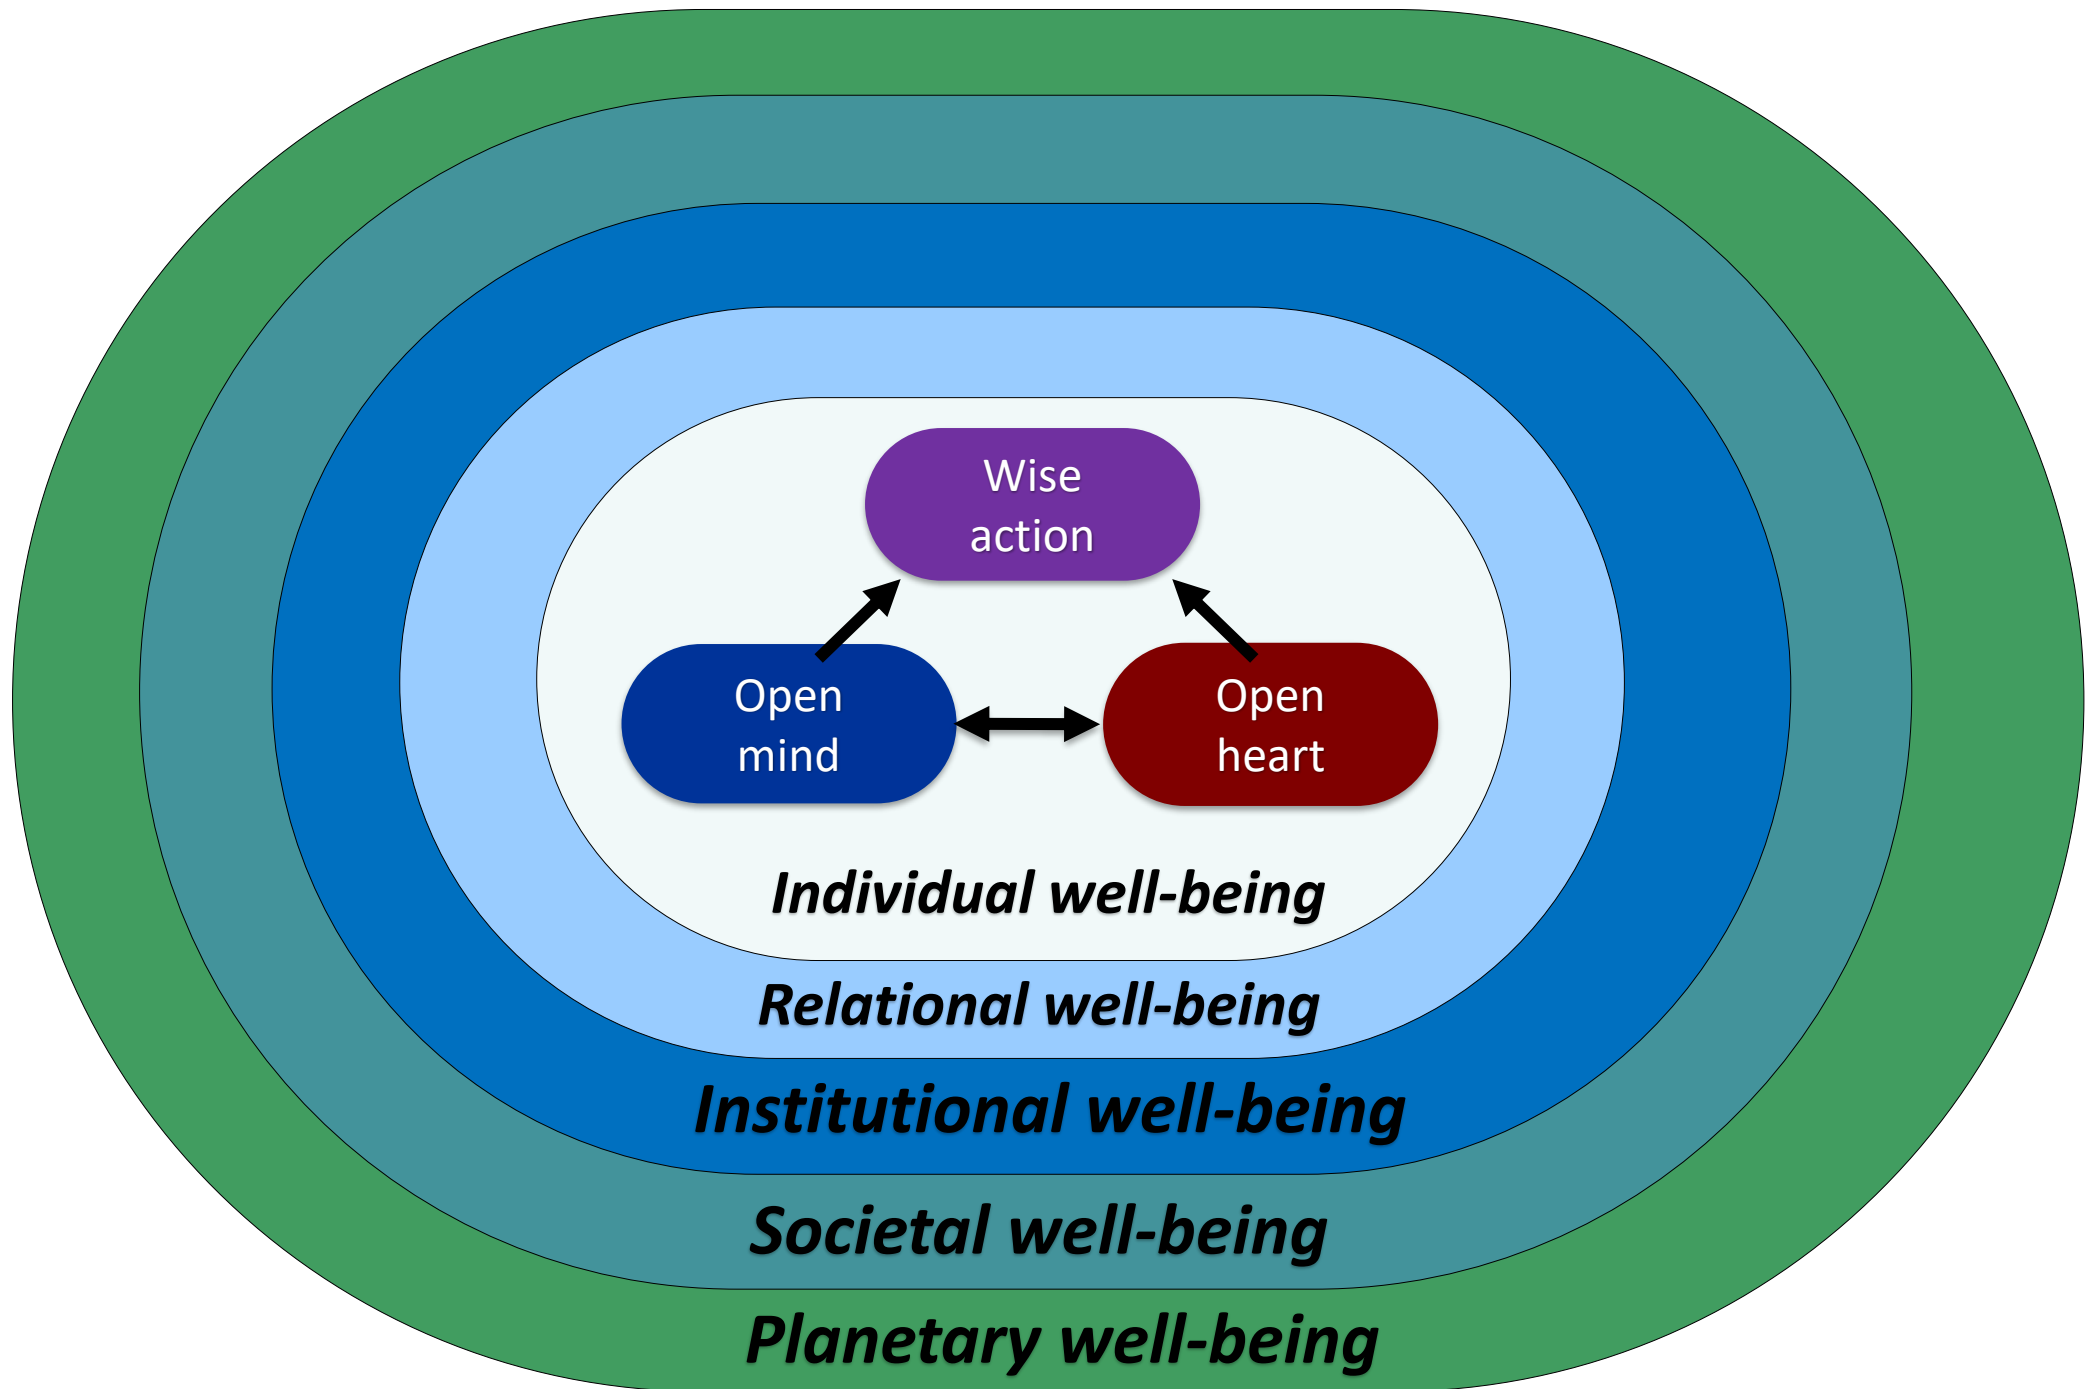 Wise
action
Open
mind
Open
heart
Individual well-being
Relational well-being
Institutional well-being
Societal well-being
Planetary well-being